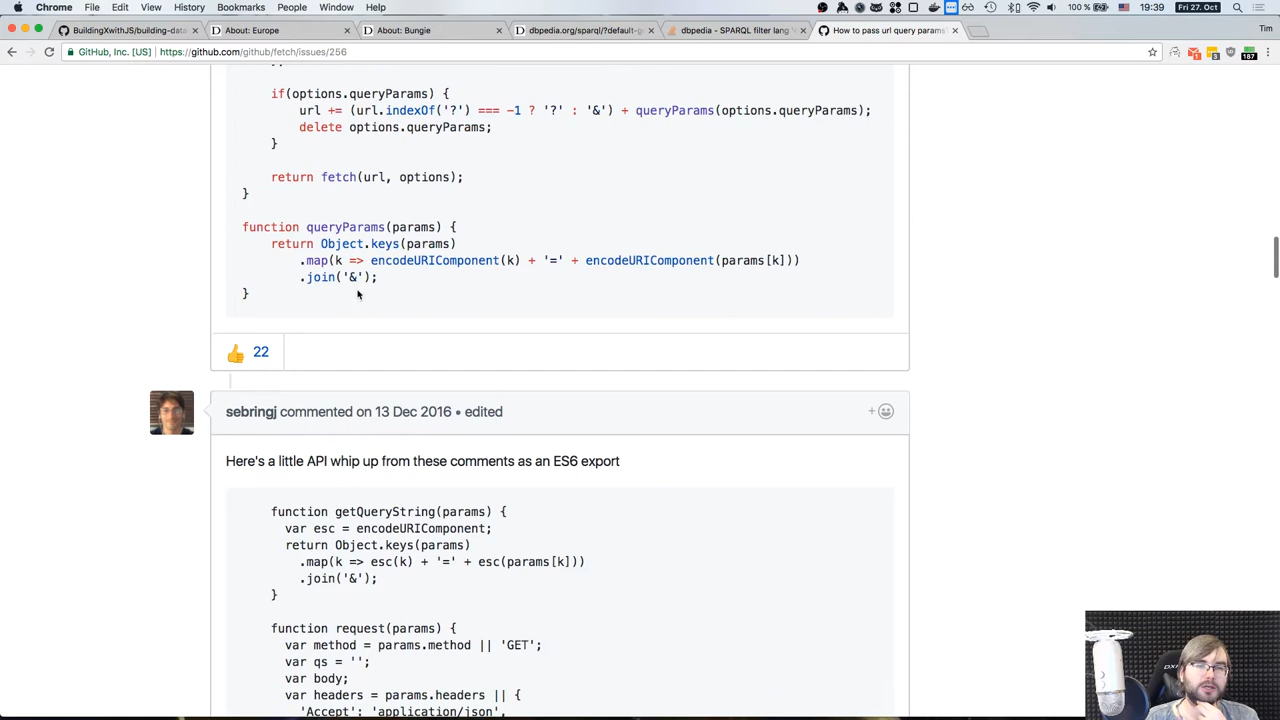 Chrome File Edit View History Bookmarks People Window Help 100 % 19:39 Fri 27. Oct
BuildingXwithJS/building-data About: Europe About: Bungie dbpedia.org/sparql/?default-g dbpedia - SPARQL filter lang ' How to pass url query params' Tim
GitHub, Inc. [US] https://github.com/github/fetch/issues/256 187
if(options.queryParams) {
url += (url.indexOf('?') === -1 ? '?' : '&') + queryParams(options.queryParams);
delete options.queryParams;
}
return fetch(url, options);
}
function queryParams(params) {
return Object.keys(params)
.map(k => encodeURIComponent(k) + '=' + encodeURIComponent(params[k]))
.join('&');
}
22
sebringj commented on 13 Dec 2016 • edited
Here's a little API whip up from these comments as an ES6 export
function getQueryString(params) {
var esc = encodeURIComponent;
return Object.keys(params)
.map(k => esc(k) + '=' + esc(params[k]))
.join('&');
}
function request(params) {
var method = params.method || 'GET';
var qs = '';
var body;
var headers = params.headers || {
'Accept': 'application/json',